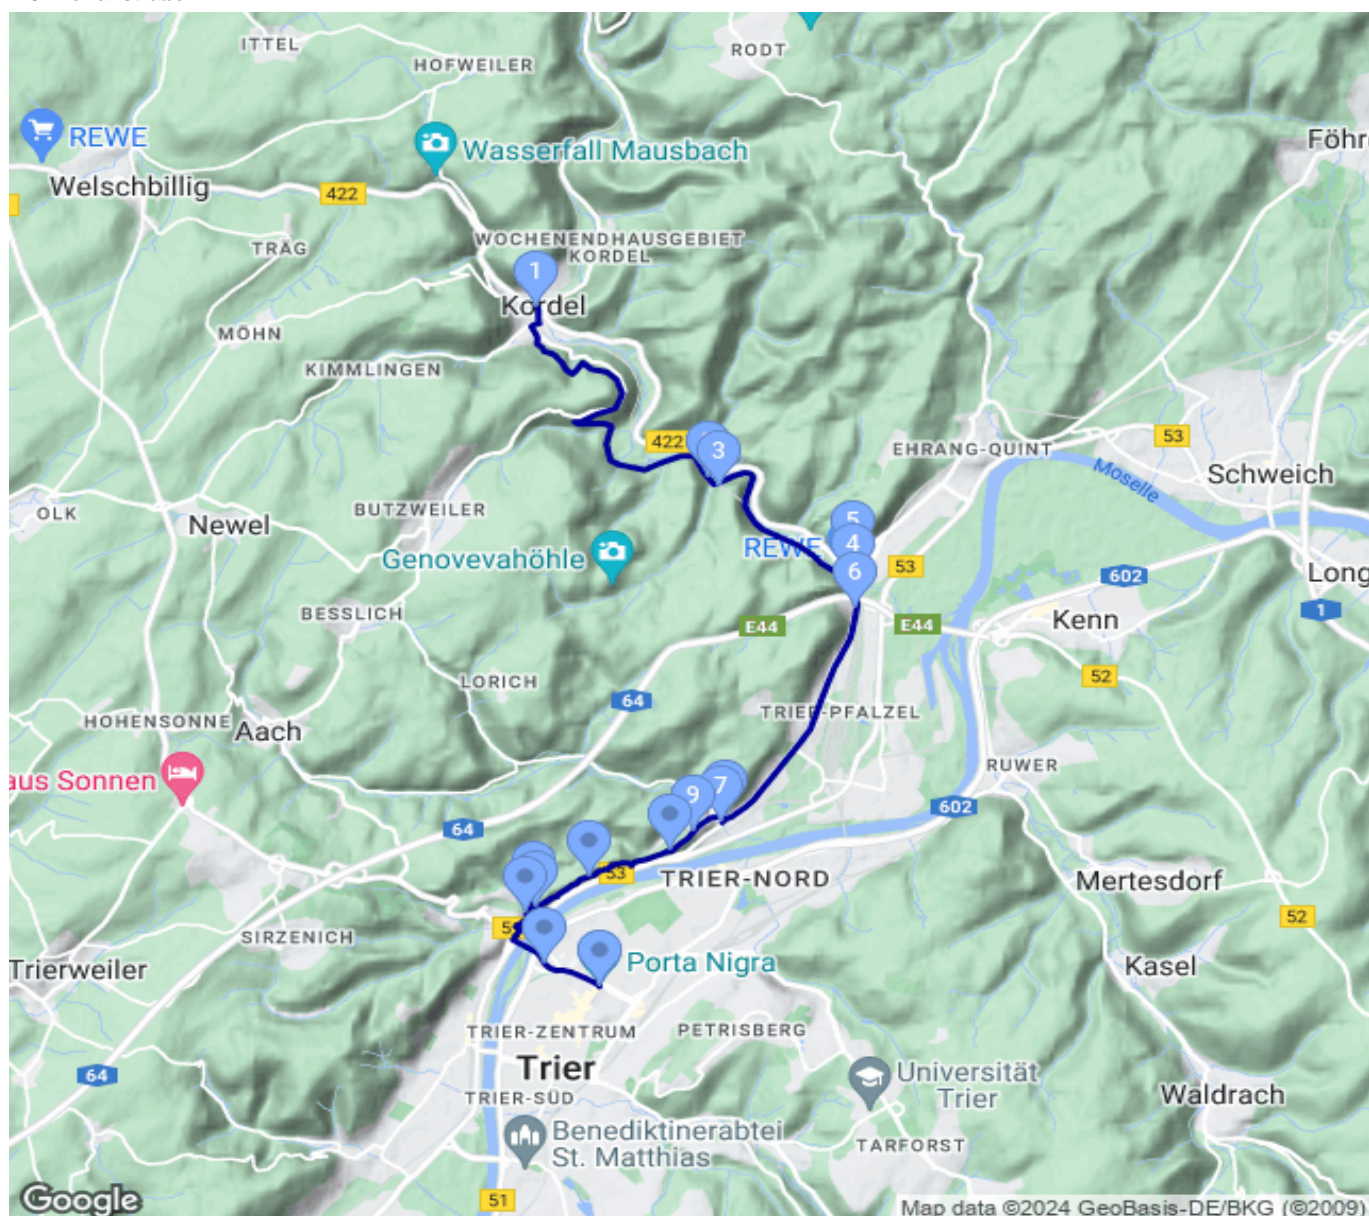 ITTEL
HOFWEILER
RODT
REWE
Wasserfall Mausbach
Föhr
Welschbillig
422
TRÄG
WOCHENENDHAUSGEBIET
KORDEL
1
Kordel
MÖHN
KIMMLINGEN
422
3
EHRANG-QUINT
53
Moselle
Schweich
OLK
Newel
BUTZWEILER
5
REWE
4
Genovevahöhle
53
6
602
Long
BESSLICH
E44
E44
Kenn
1
LORICH
64
52
HOHENSONNE
Aach
TRIER-PFALZEL
RUWER
aus Sonnen
9
7
602
64
53
TRIER-NORD
Mertesdorf
52
SIRZENICH
Trierweiler
Porta Nigra
Kasel
TRIER-ZENTRUM
PETRISBERG
Trier
64
Universität
Trier
TRIER-SÜD
Waldrach
Benediktinerabtei
St. Matthias
TARFORST
51
Google
Map data ©2024 GeoBasis-DE/BKG (©2009)